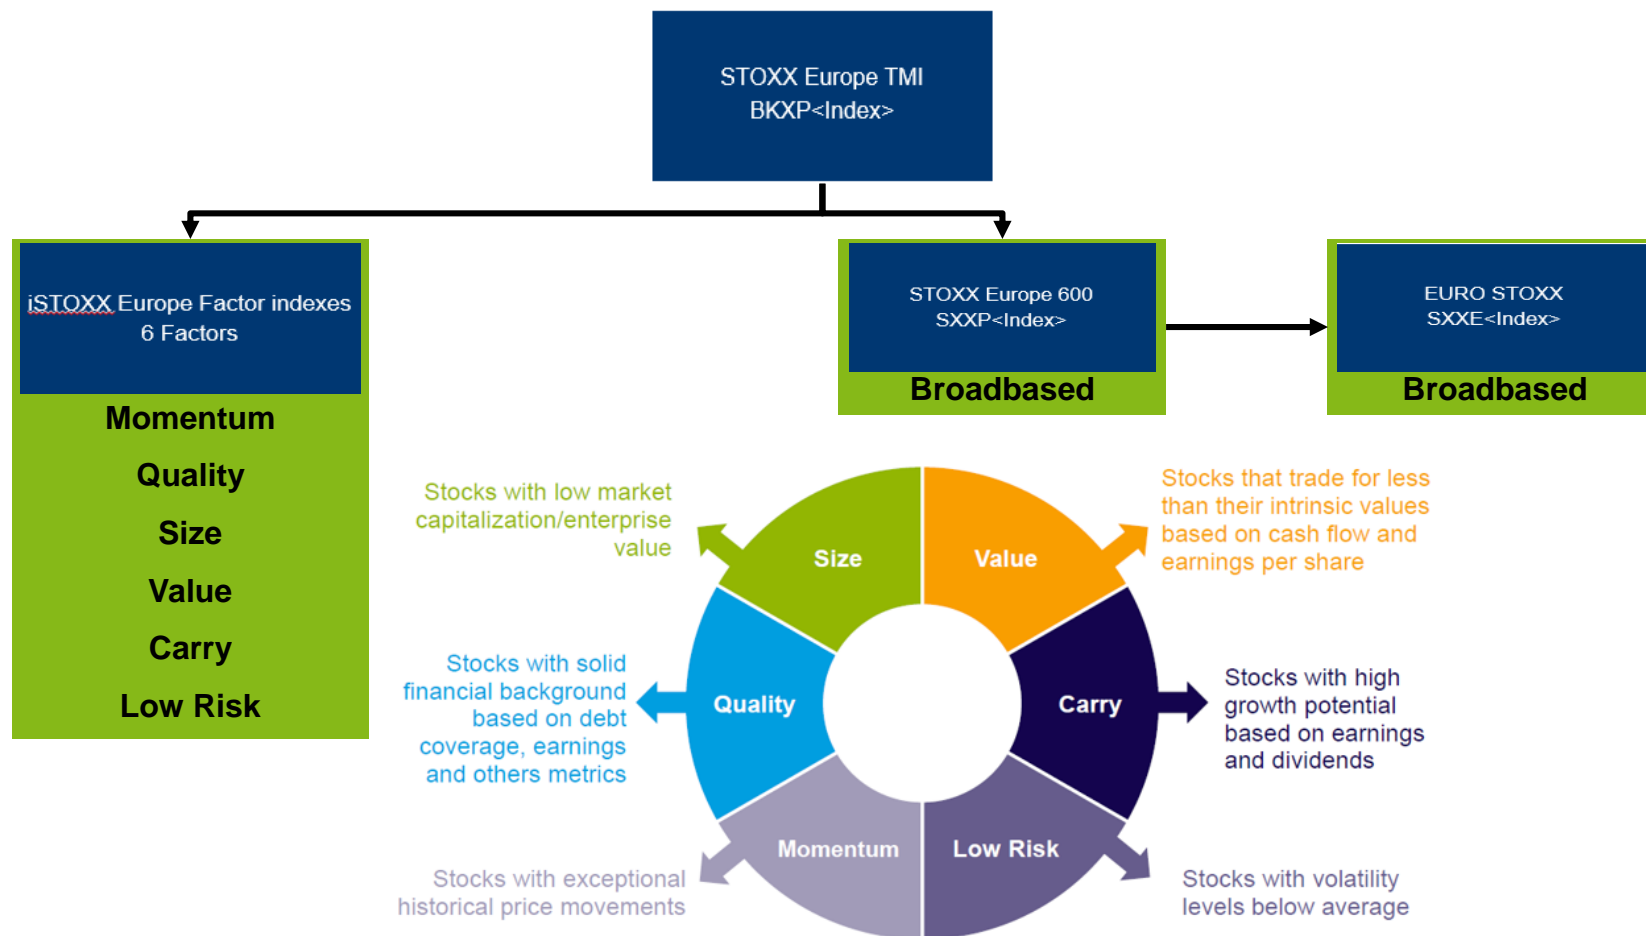 STOXX Europe TMI
BKXP<Index>
iSTOXX Europe Factor indexes
6 Factors
Momentum
Quality
Size
Value
Carry
Low Risk
STOXX Europe 600
SXXP<Index>
Broadbased
EURO STOXX
SXXE<Index>
Broadbased
Stocks with low market
capitalization/enterprise
value
Size
Value
Stocks that trade for less
than their intrinsic values
based on cash flow and
earnings per share
Stocks with solid
financial background
based on debt
coverage, earnings
and others metrics
Quality
Carry
Stocks with high
growth potential
based on earnings
and dividends
Momentum
Low Risk
Stocks with exceptional
historical price movements
Stocks with volatility
levels below average